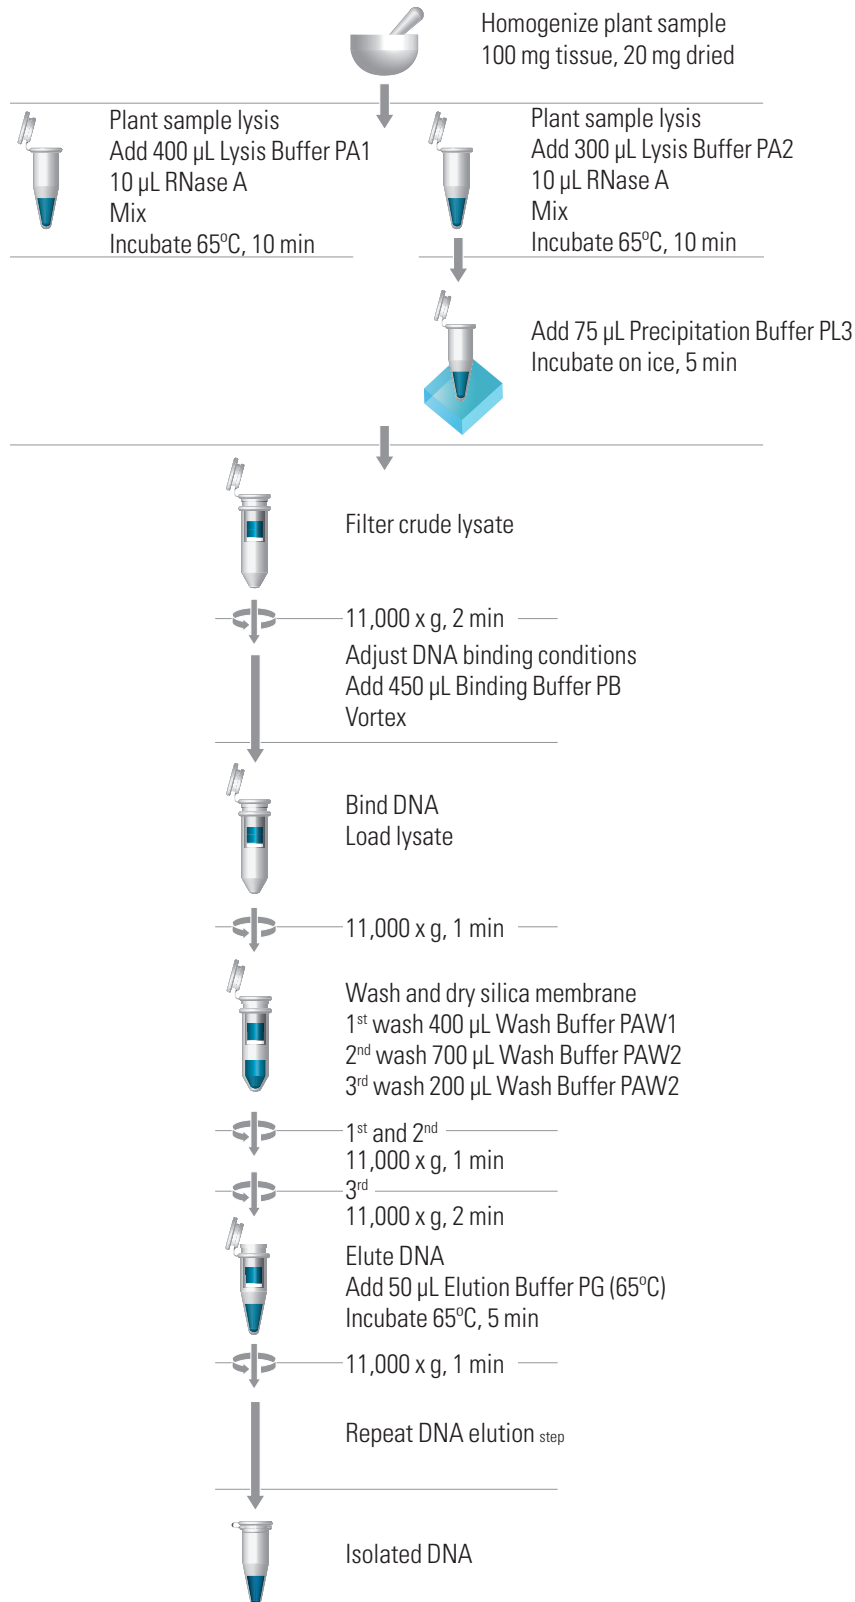 Homogenize plant sample
100 mg tissue, 20 mg dried
Plant sample lysis
Add 400 µL Lysis Buffer PA1
10 µL RNase A
Mix
Incubate 65ºC, 10 min
Plant sample lysis
Add 300 µL Lysis Buffer PA2
10 µL RNase A
Mix
Incubate 65ºC, 10 min
Add 75 µL Precipitation Buffer PL3
Incubate on ice, 5 min
Filter crude lysate
11,000 x g, 2 min
Adjust DNA binding conditions
Add 450 µL Binding Buffer PB
Vortex
Bind DNA
Load lysate
11,000 x g, 1 min
Wash and dry silica membrane
1st wash 400 µL Wash Buffer PAW1
2nd wash 700 µL Wash Buffer PAW2
3rd wash 200 µL Wash Buffer PAW2
1st and 2nd
11,000 x g, 1 min
3rd
11,000 x g, 2 min
Elute DNA
Add 50 µL Elution Buffer PG (65ºC)
Incubate 65ºC, 5 min
11,000 x g, 1 min
Repeat DNA elution step
Isolated DNA